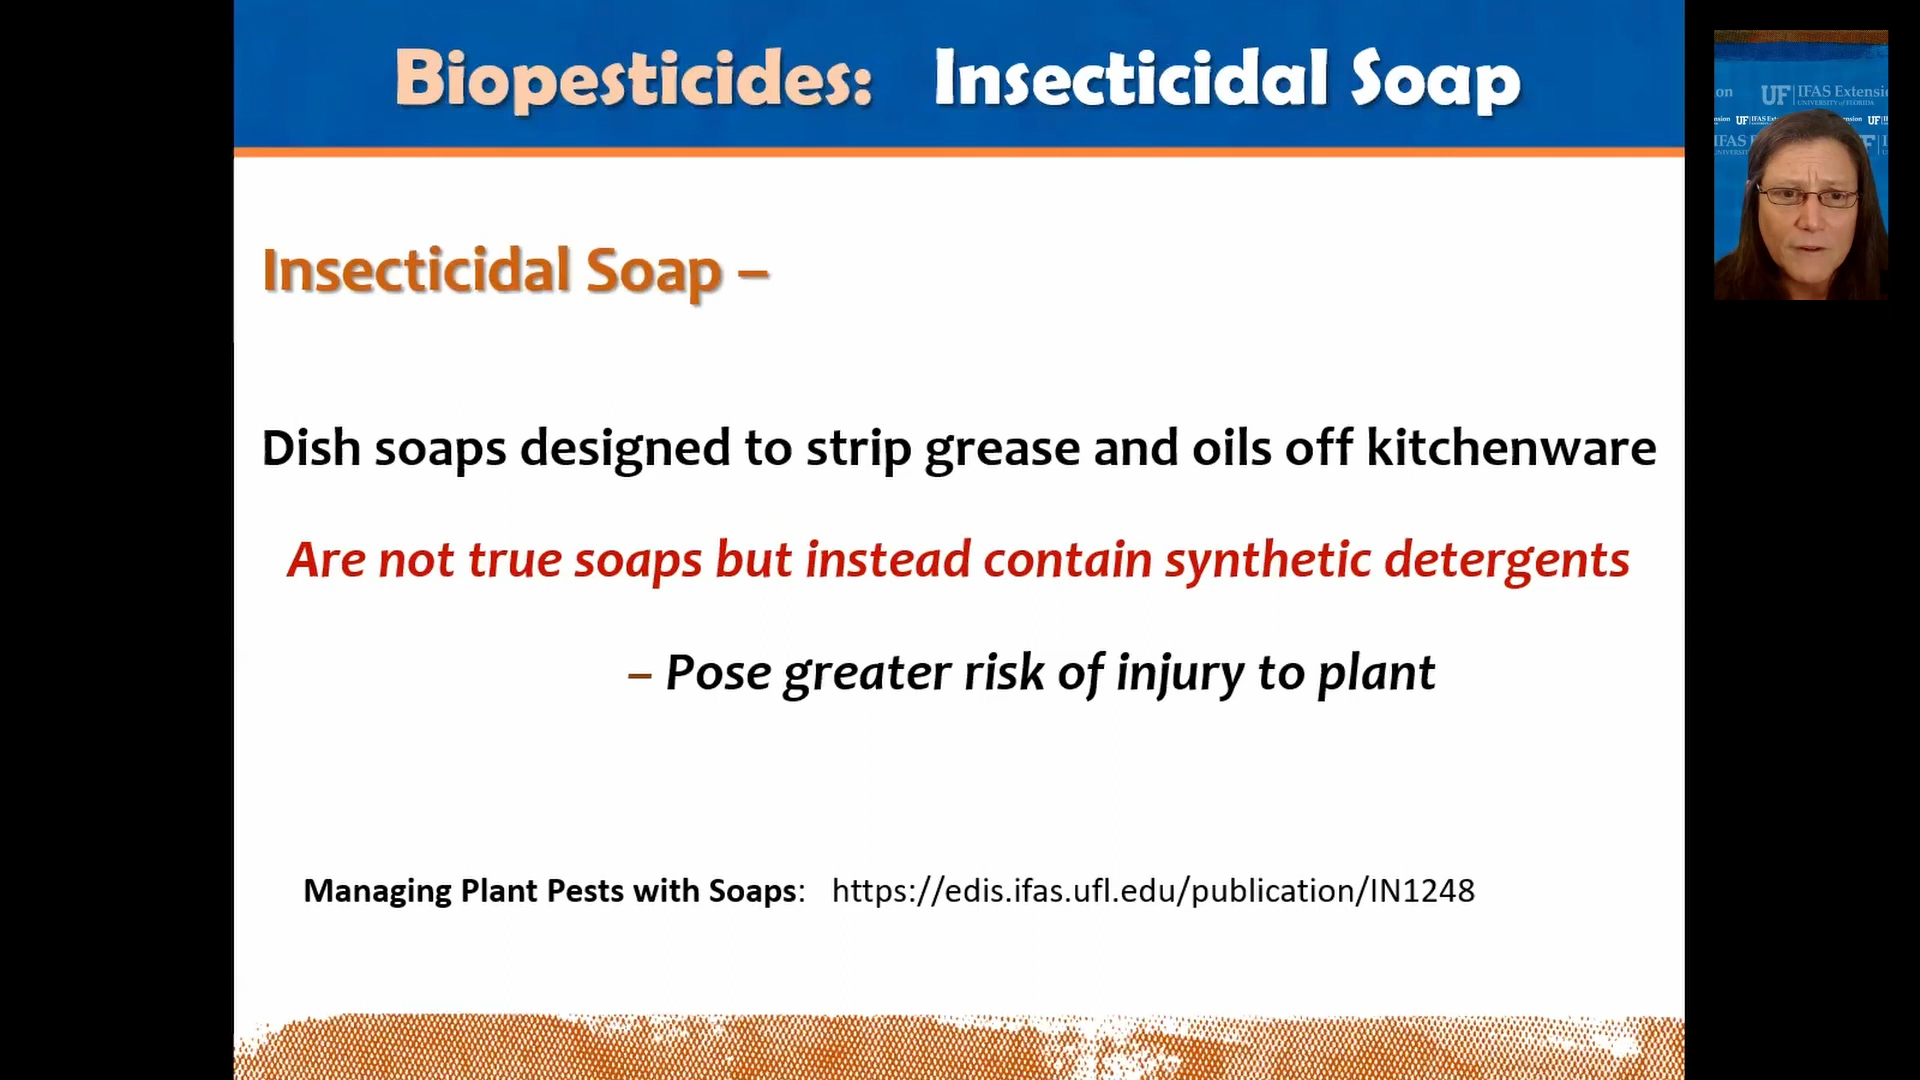 Biopesticides: Insecticidal Soap
Insecticidal Soap –
Dish soaps designed to strip grease and oils off kitchenware
Are not true soaps but instead contain synthetic detergents
– Pose greater risk of injury to plant
Managing Plant Pests with Soaps: https://edis.ifas.ufl.edu/publication/IN1248
on UF IFAS Extensi
UNIVERSITY of FLORIDA